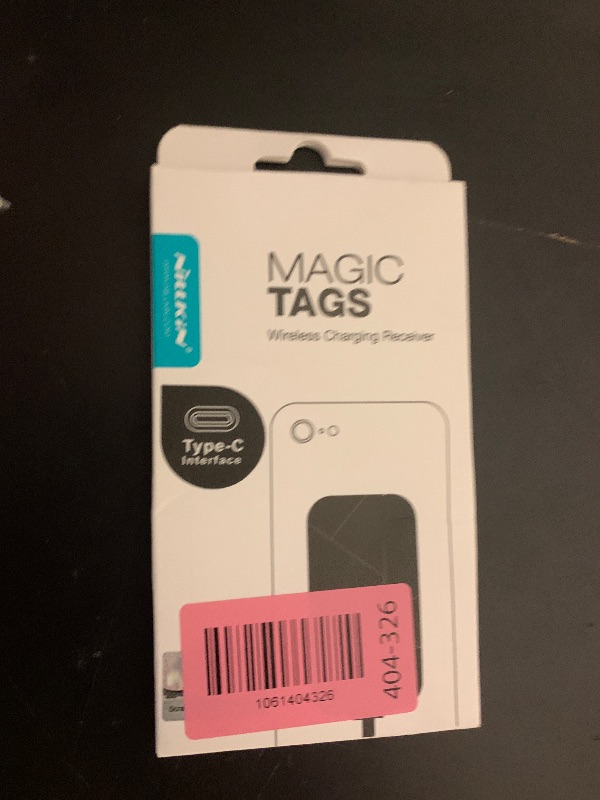 MAGIC
TAGS
Wireless Charging Receiver
NILLKIN
Type-C
Interface
404-326
1061404326